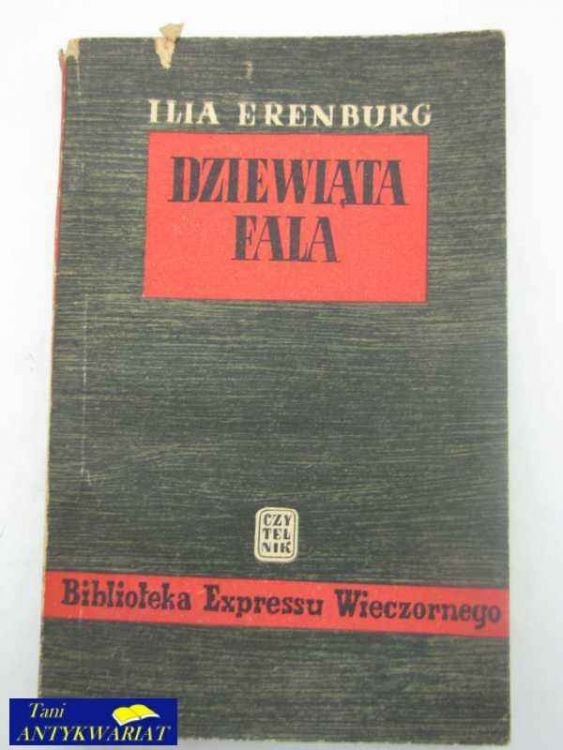 ILIA ERENBURG
DZIEWIĄTA
FALA
CZY
TEL
NIK
Biblioteka Expressu Wieczornego
Tani
ANTYKWARIAT